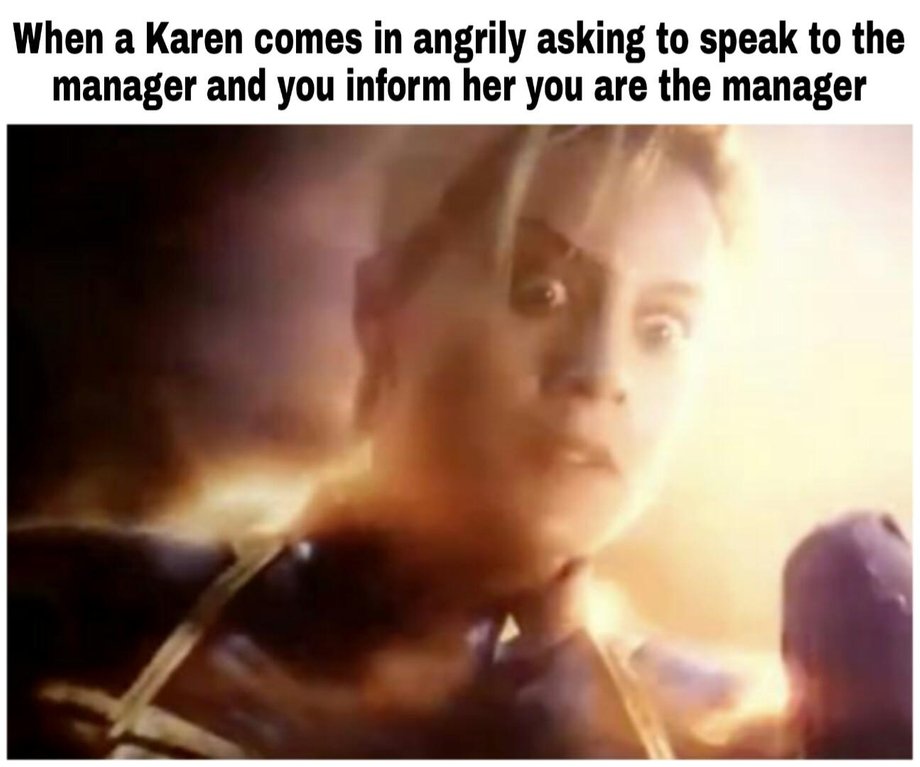 When a Karen comes in angrily asking to speak to the
manager and you inform her you are the manager